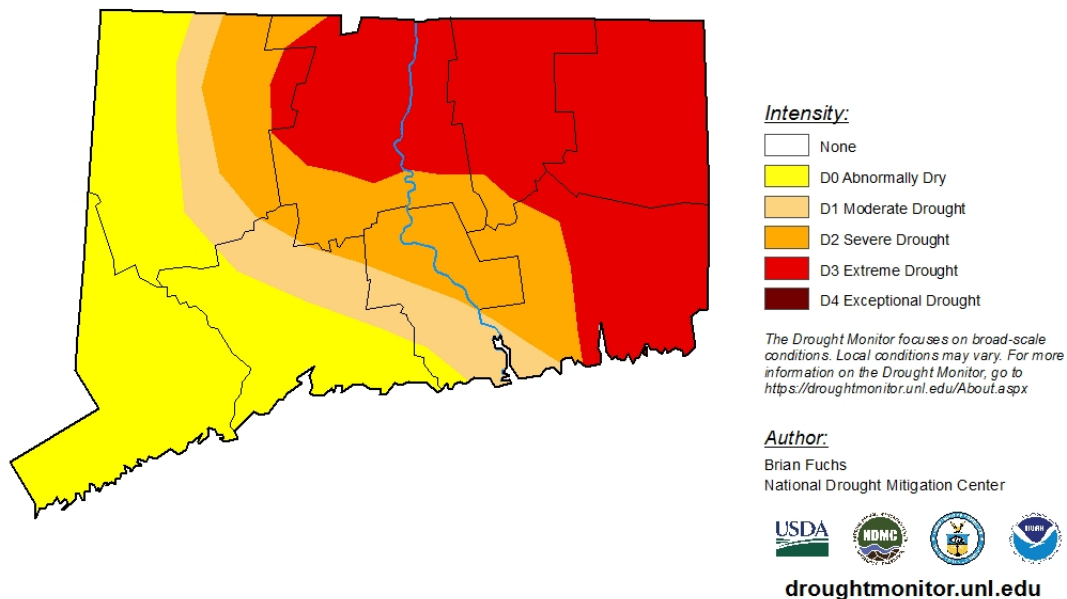 Intensity:
None
D0 Abnormally Dry
D1 Moderate Drought
D2 Severe Drought
D3 Extreme Drought
D4 Exceptional Drought
The Drought Monitor focuses on broad-scale
conditions. Local conditions may vary. For more
information on the Drought Monitor, go to
https://droughtmonitor.unl.edu/About.aspx
Author:
Brian Fuchs
National Drought Mitigation Center
USDA
NDMC
NOAA
droughtmonitor.unl.edu